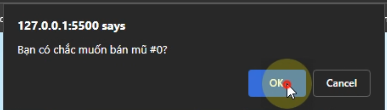 127.0.0.1:5500 says
Bạn có chắc muốn bán mũ #0?
OK
Cancel